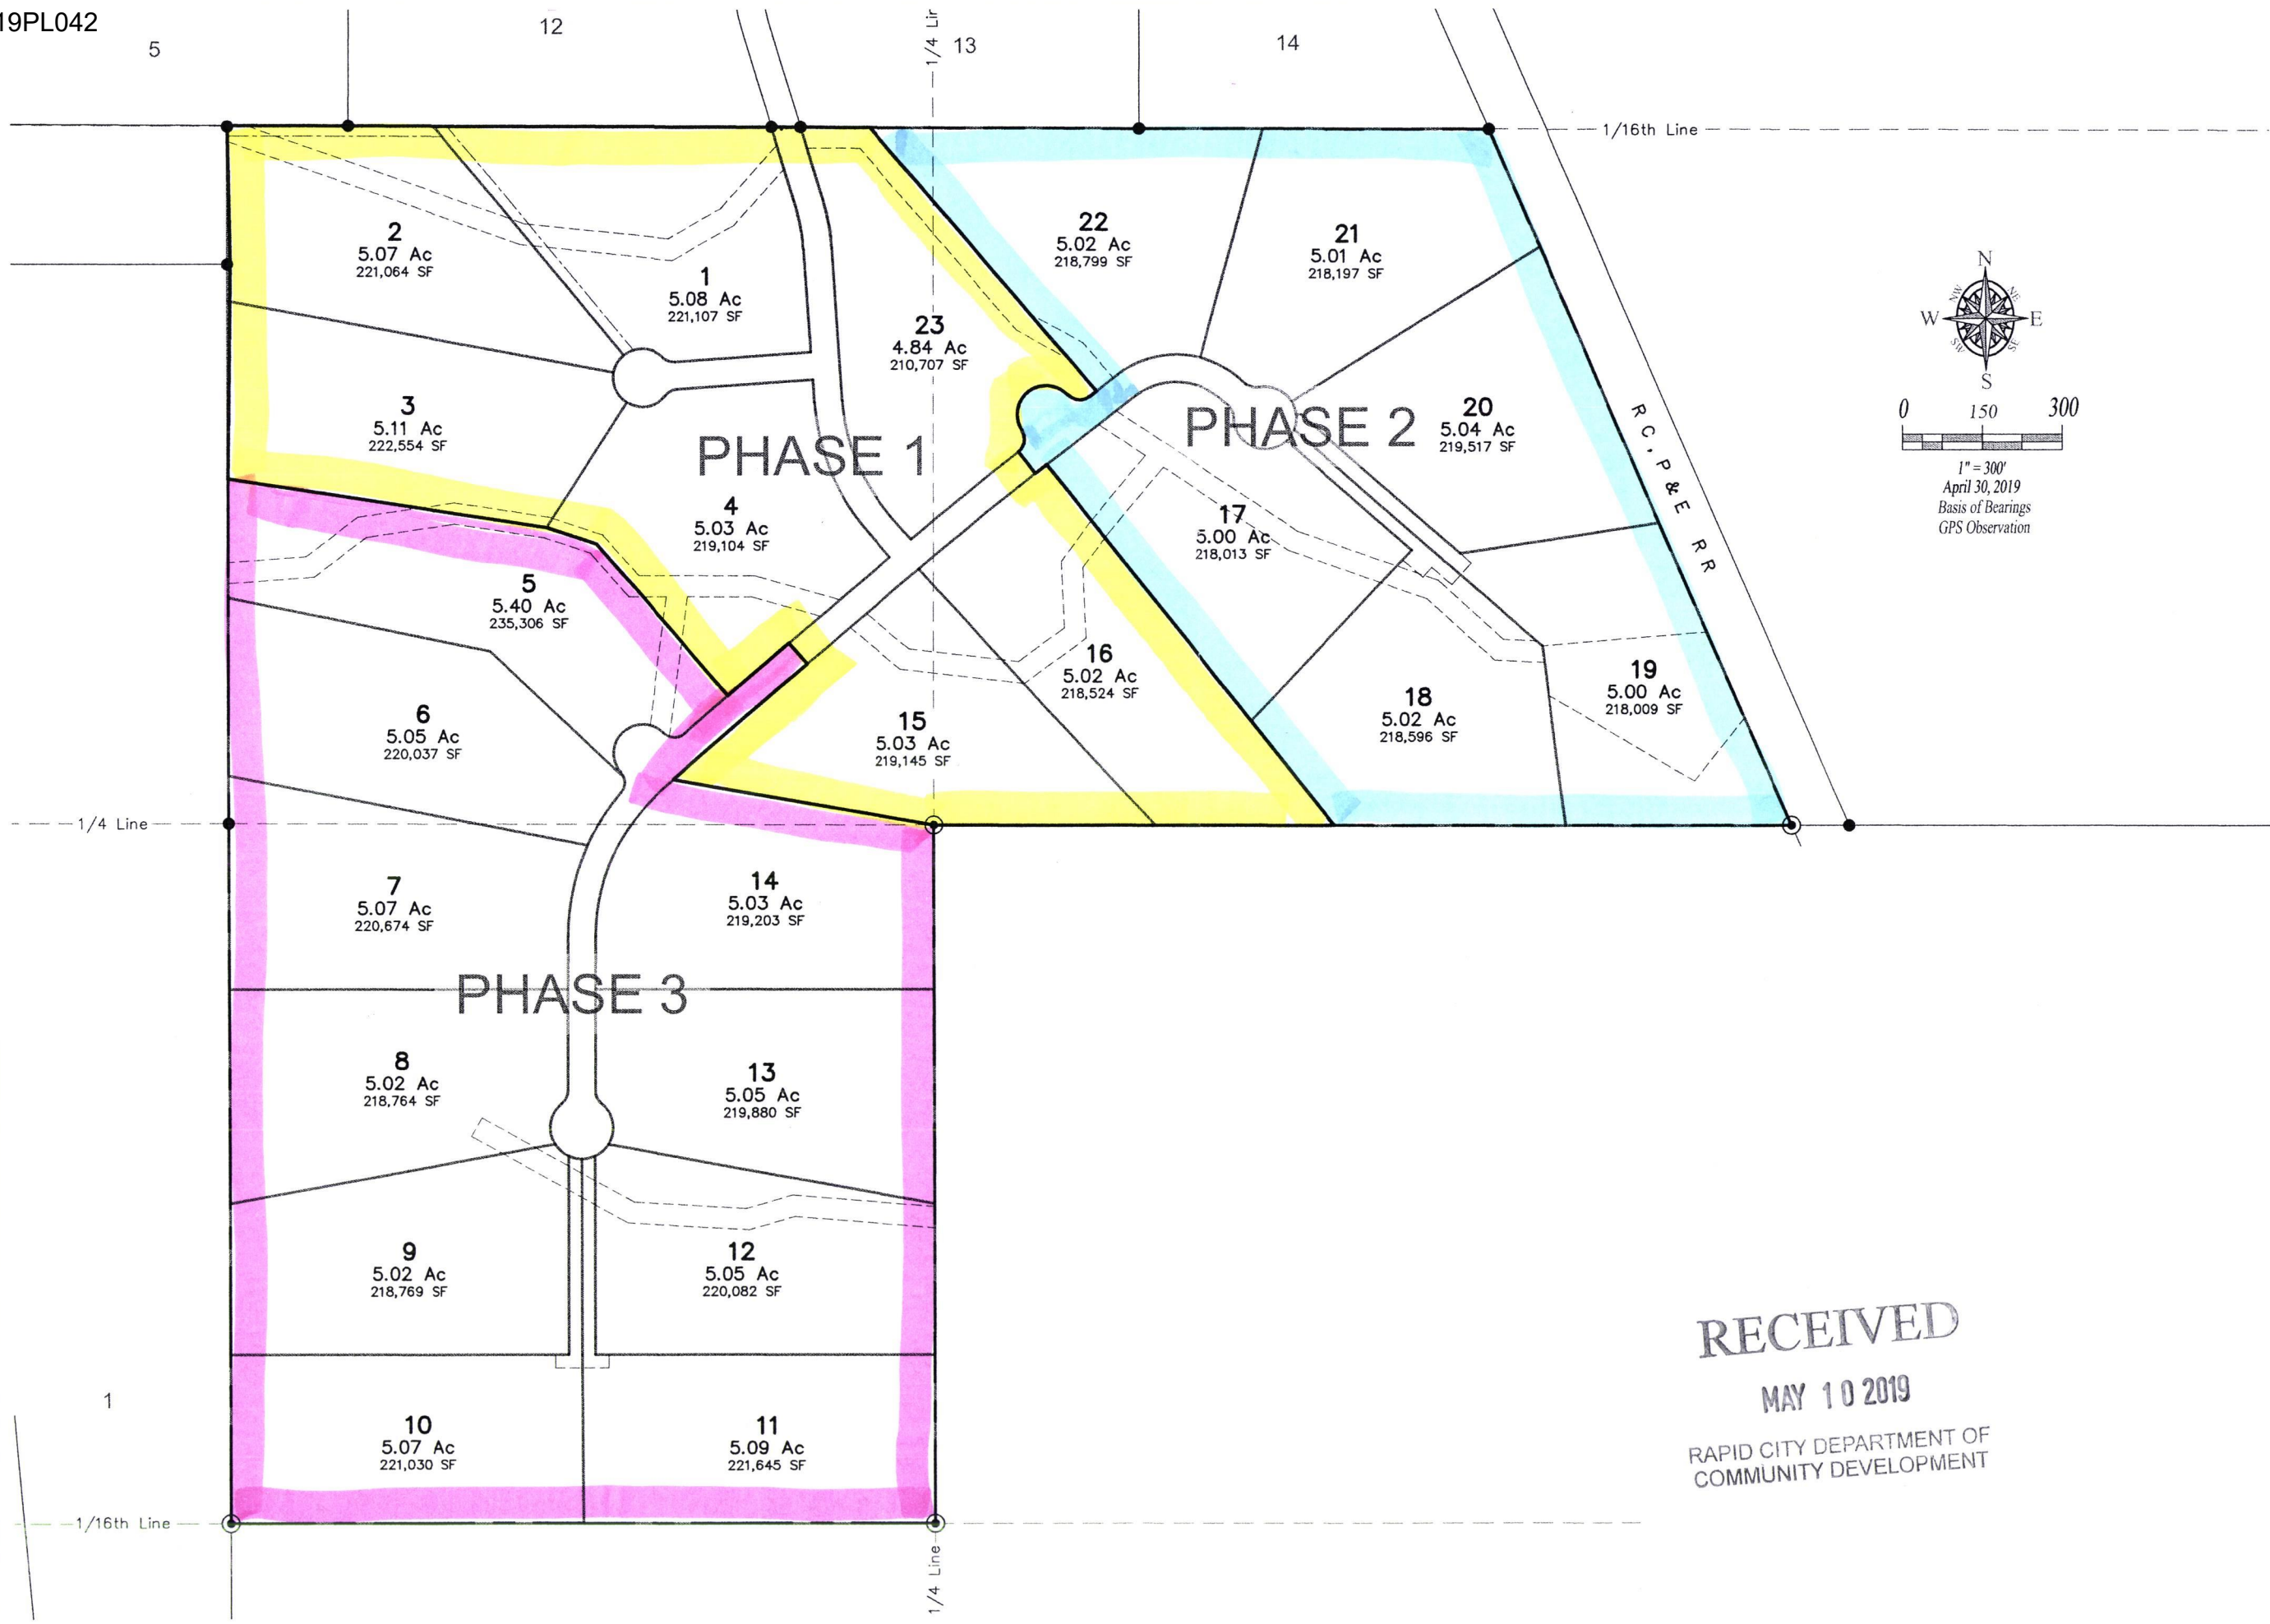 19PL042
5
12
1/4 Lin
13
14
1/16th Line
2
5.07 Ac
221,064 SF
1
5.08 Ac
221,107 SF
23
4.84 Ac
210,707 SF
22
5.02 Ac
218,799 SF
21
5.01 Ac
218,197 SF
N
NW
NE
W
E
SW
SE
S
0 150 300
1" = 300'
April 30, 2019
Basis of Bearings
GPS Observation
3
5.11 Ac
222,554 SF
PHASE 1
PHASE 2
20
5.04 Ac
219,517 SF
RC, P&E RR
4
5.03 Ac
219,104 SF
17
5.00 Ac
218,013 SF
5
5.40 Ac
235,306 SF
16
5.02 Ac
218,524 SF
6
5.05 Ac
220,037 SF
15
5.03 Ac
219,145 SF
18
5.02 Ac
218,596 SF
19
5.00 Ac
218,009 SF
1/4 Line
7
5.07 Ac
220,674 SF
14
5.03 Ac
219,203 SF
PHASE 3
8
5.02 Ac
218,764 SF
13
5.05 Ac
219,880 SF
9
5.02 Ac
218,769 SF
12
5.05 Ac
220,082 SF
1
10
5.07 Ac
221,030 SF
11
5.09 Ac
221,645 SF
1/16th Line
1/4 Line
RECEIVED
MAY 10 2019
RAPID CITY DEPARTMENT OF
COMMUNITY DEVELOPMENT